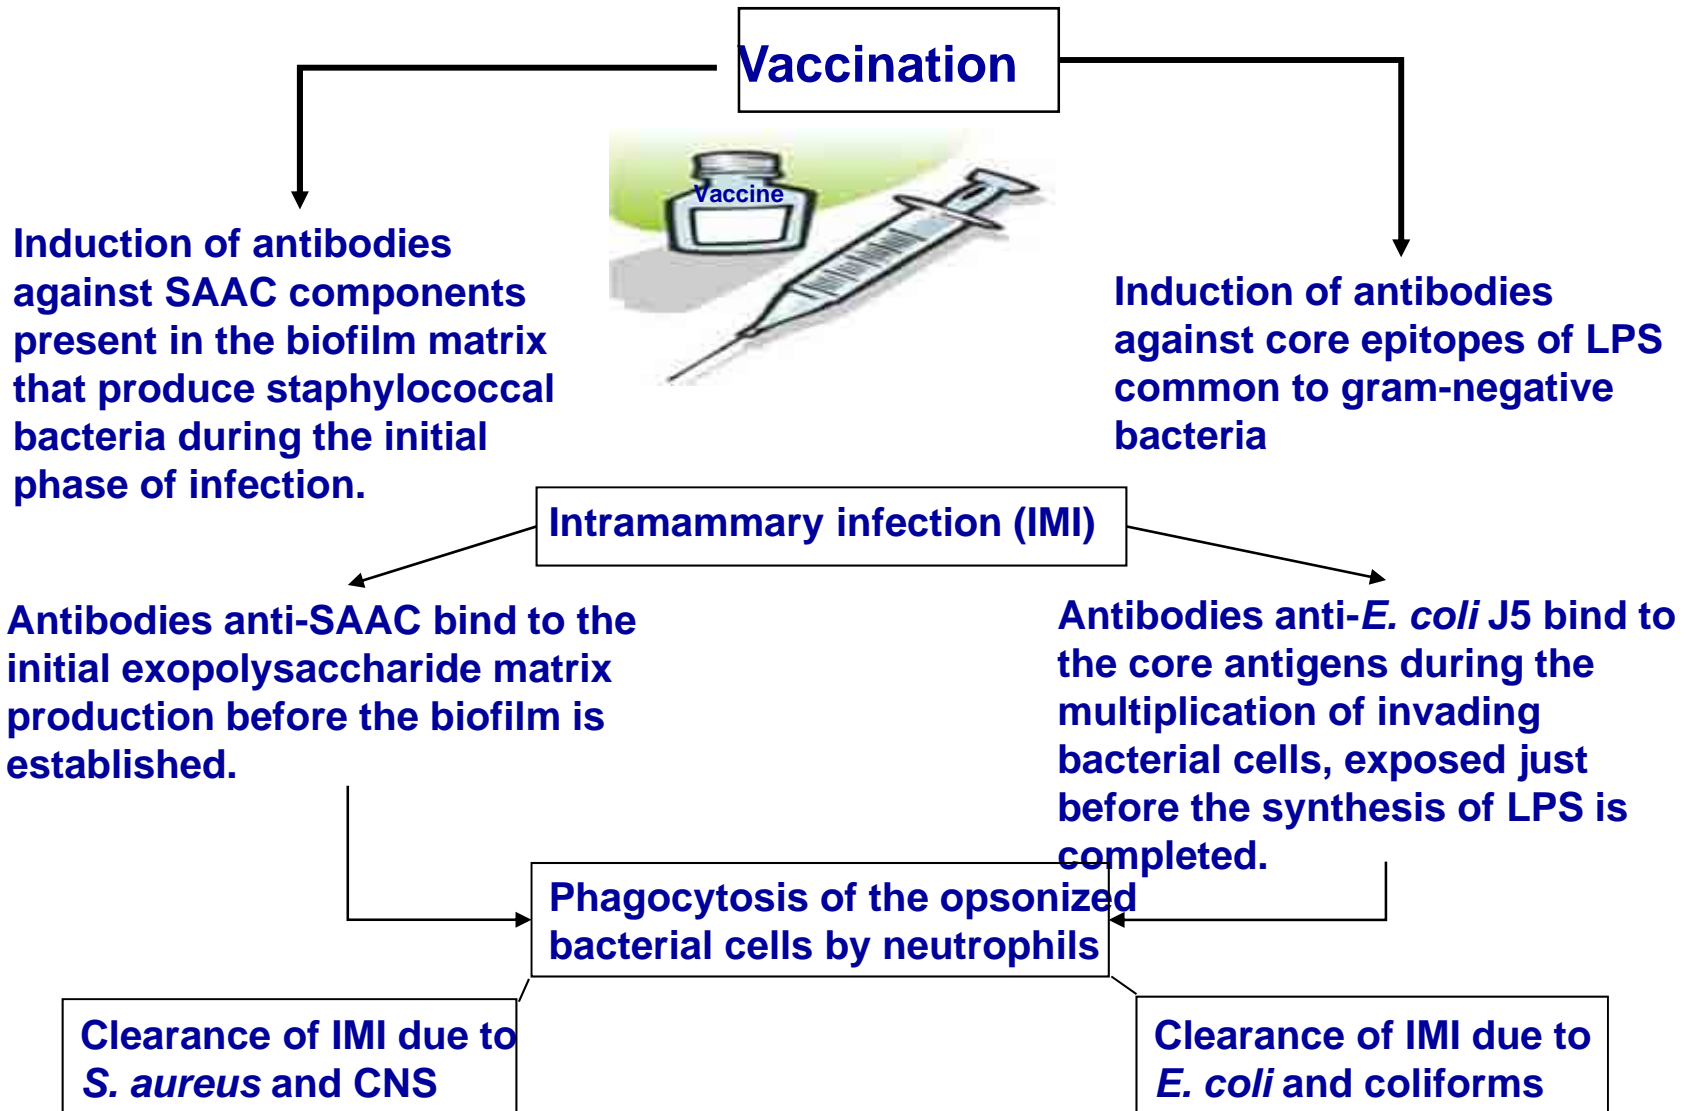 Vaccination
Vaccine
Induction of antibodies
against SAAC components
present in the biofilm matrix
that produce staphylococcal
bacteria during the initial
phase of infection.
Induction of antibodies
against core epitopes of LPS
common to gram-negative
bacteria
Intramammary infection (IMI)
Antibodies anti-SAAC bind to the
initial exopolysaccharide matrix
production before the biofilm is
established.
Antibodies anti-E. coli J5 bind to
the core antigens during the
multiplication of invading
bacterial cells, exposed just
before the synthesis of LPS is
completed.
Phagocytosis of the opsonized
bacterial cells by neutrophils
Clearance of IMI due to
S. aureus and CNS
Clearance of IMI due to
E. coli and coliforms